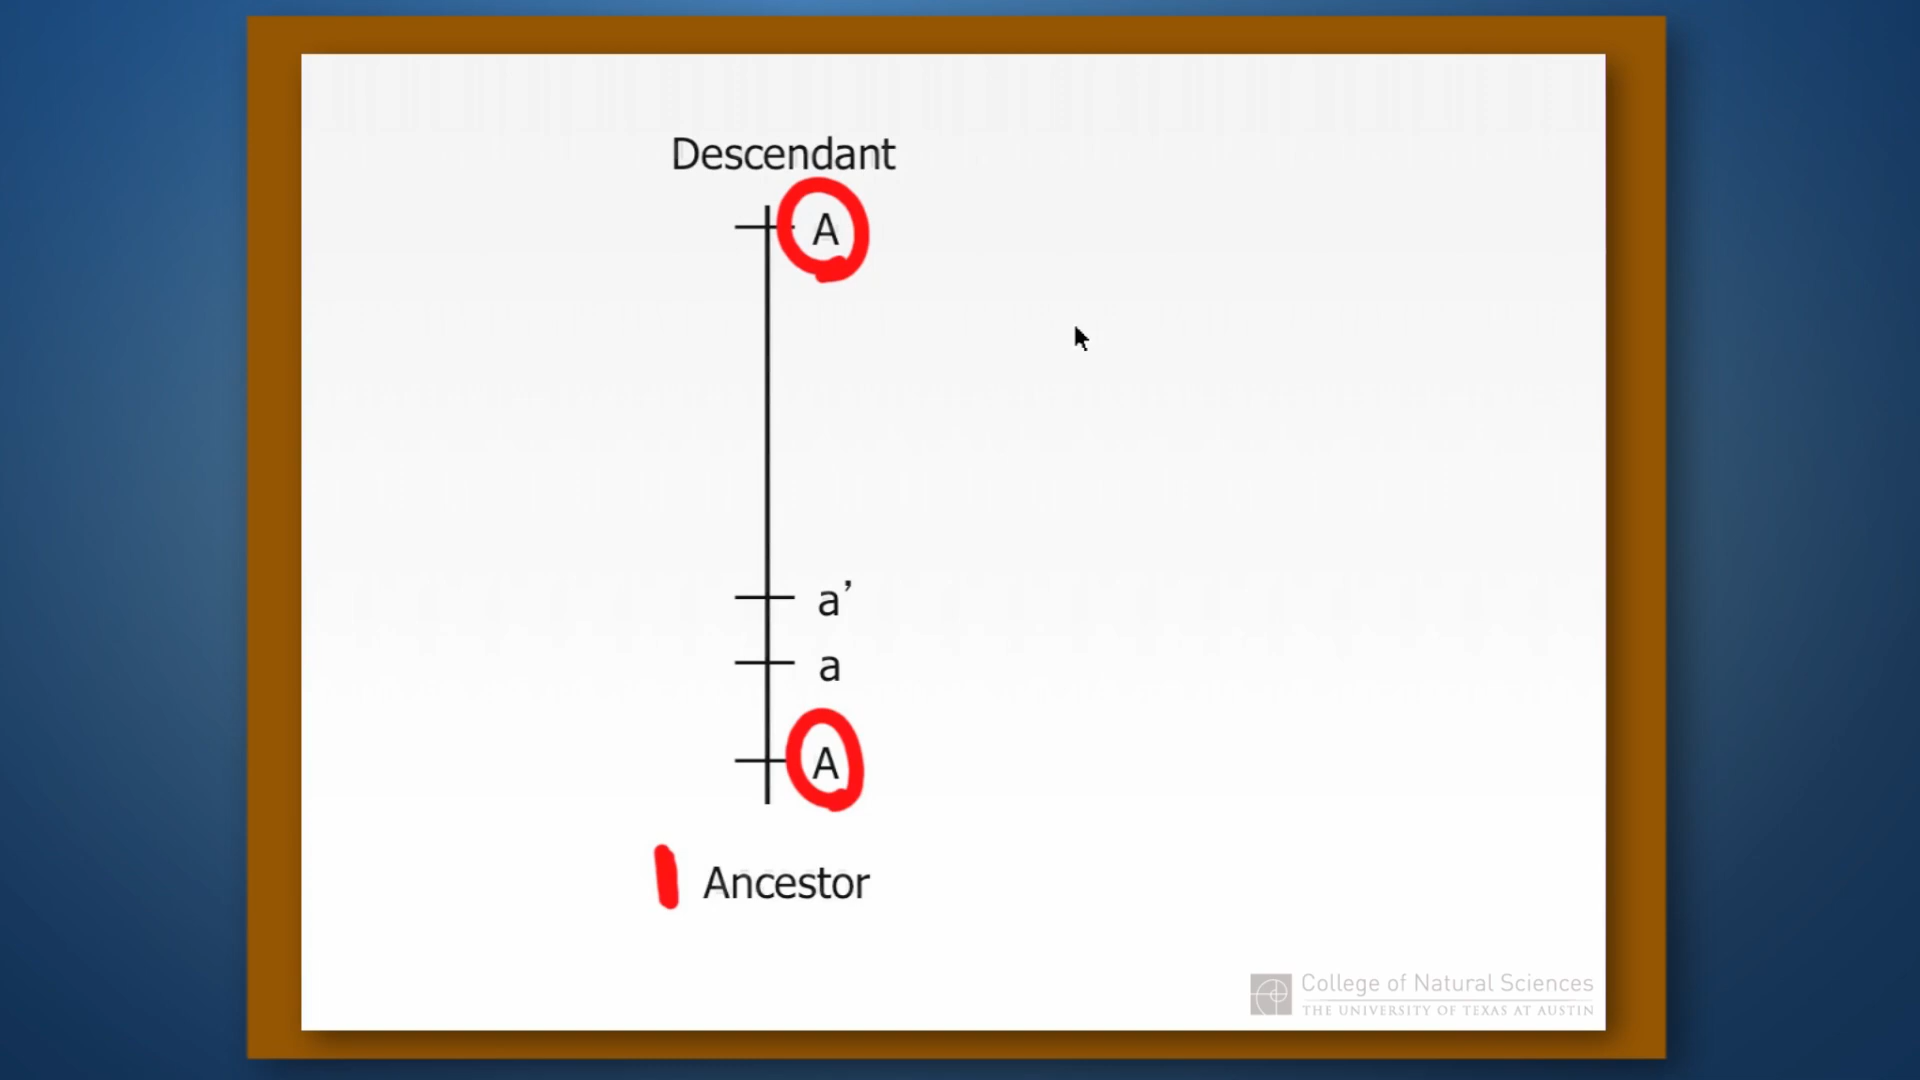 Descendant
A
a’
a
A
Ancestor
College of Natural Sciences
THE UNIVERSITY OF TEXAS AT AUSTIN